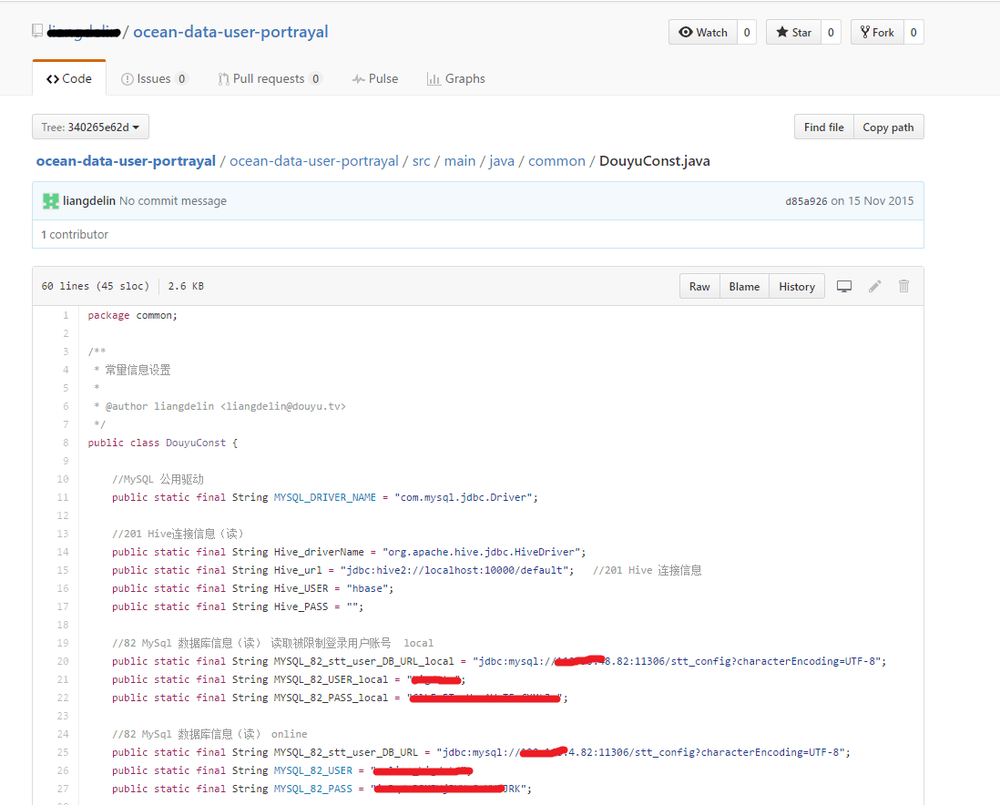 / ocean-data-user-portrayal
Watch 0 Star 0 Fork 0
Code Issues 0 Pull requests 0 Pulse Graphs
Tree: 340265e62d Find file Copy path
ocean-data-user-portrayal / ocean-data-user-portrayal / src / main / java / common / DouyuConst.java
liangdelin No commit message d85a926 on 15 Nov 2015
1 contributor
60 lines (45 sloc) 2.6 KB Raw Blame History
1 package common;
2
3 /**
4 * 常量信息设置
5 *
6 * @author liangdelin <liangdelin@douyu.tv>
7 */
8 public class DouyuConst {
9
10 //MySQL 公用驱动
11 public static final String MYSQL_DRIVER_NAME = "com.mysql.jdbc.Driver";
12
13 //201 Hive连接信息（读）
14 public static final String Hive_driverName = "org.apache.hive.jdbc.HiveDriver";
15 public static final String Hive_url = "jdbc:hive2://localhost:10000/default"; //201 Hive 连接信息
16 public static final String Hive_USER = "hbase";
17 public static final String Hive_PASS = "";
18
19 //82 MySql 数据库信息（读） 读取被限制登录用户账号 local
20 public static final String MYSQL_82_stt_user_DB_URL_local = "jdbc:mysql:// 8.82:11306/stt_config?characterEncoding=UTF-8";
21 public static final String MYSQL_82_USER_local = " ";
22 public static final String MYSQL_82_PASS_local = " ";
23
24 //82 MySql 数据库信息（读） online
25 public static final String MYSQL_82_stt_user_DB_URL = "jdbc:mysql:// 4.82:11306/stt_config?characterEncoding=UTF-8";
26 public static final String MYSQL_82_USER = "
27 public static final String MYSQL_82_PASS = " RK";